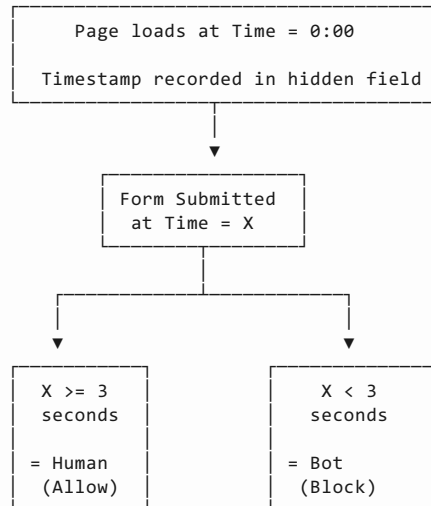 Page loads at Time = 0:00
Timestamp recorded in hidden field
Form Submitted
at Time = X
X >= 3
seconds
= Human
(Allow)
X < 3
seconds
= Bot
(Block)